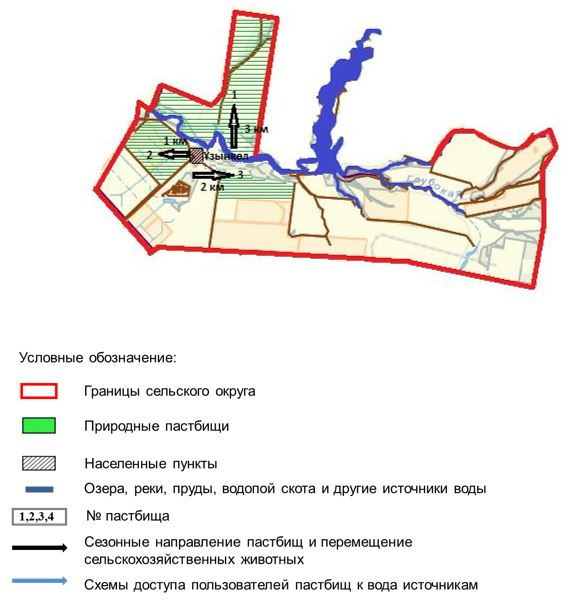 1
3 км
1 км
2
Ұзынкөл
3
2 км
грубокая
Условные обозначение:
Границы сельского округа
Природные пастбищи
Населенные пункты
Озера, реки, пруды, водопой скота и другие источники воды
1,2,3,4 № пастбища
Сезонные направление пастбищ и перемещение
сельскохозяйственных животных
Схемы доступа пользователей пастбищ к вода источникам